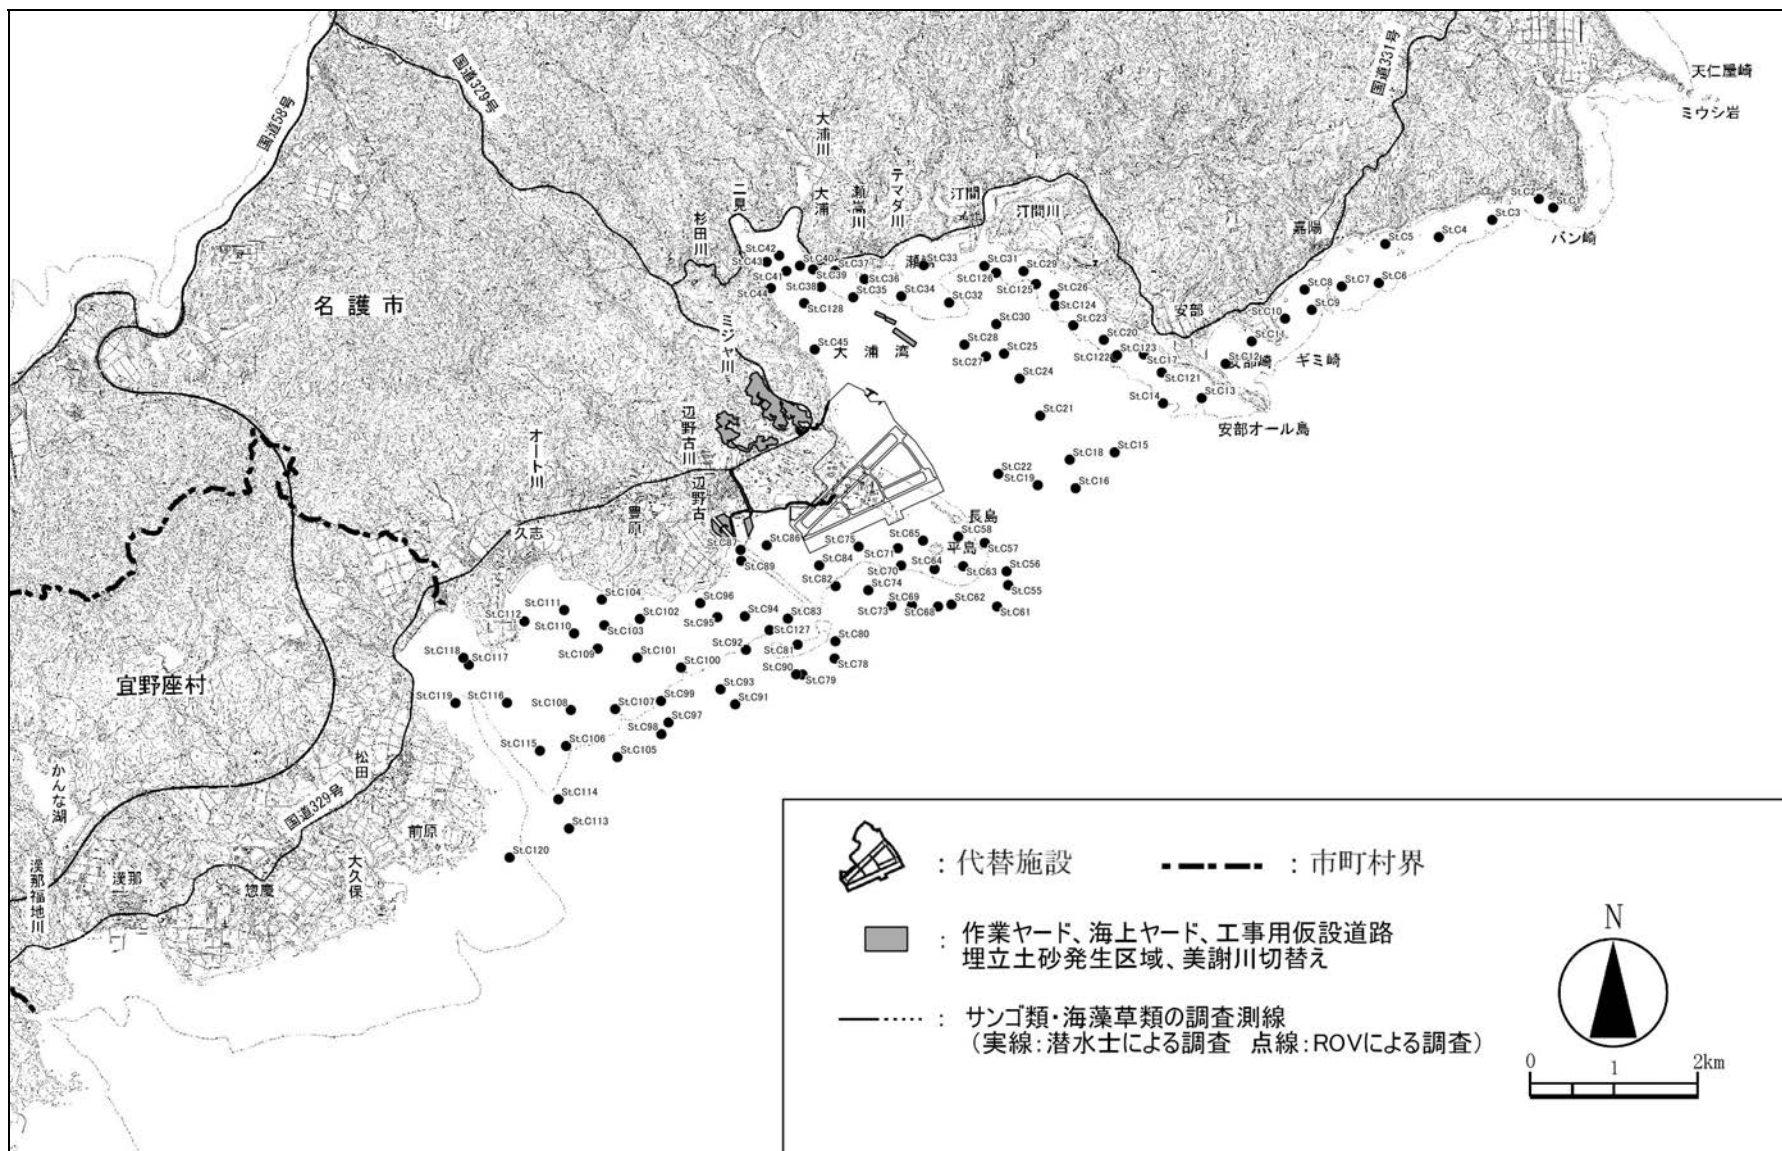 国道58号
国道329号
国道331号
天仁屋崎
ミウシ岩
バン崎
大浦川
大浦
瀬嵩川
テマダ川
汀間
汀間川
嘉陽
二見
杉田川
名護市
ミジャ川
大浦湾
安部
安部崎
ギミ崎
安部オール島
辺野古川
辺野古
オート川
豊原
久志
長島
平島
宜野座村
松田
国道329号
かんな湖
前原
大久保
惣慶
漢那
漢那福地川
St.C1
St.C2
St.C3
St.C4
St.C5
St.C6
St.C7
St.C8
St.C9
St.C10
St.C11
St.C12
St.C13
St.C14
St.C15
St.C16
St.C17
St.C18
St.C19
St.C20
St.C21
St.C22
St.C23
St.C24
St.C25
St.C26
St.C27
St.C28
St.C29
St.C30
St.C31
St.C32
St.C33
St.C34
St.C35
St.C36
St.C37
St.C38
St.C39
St.C40
St.C41
St.C42
St.C43
St.C44
St.C45
St.C55
St.C56
St.C57
St.C58
St.C61
St.C62
St.C63
St.C64
St.C65
St.C68
St.C69
St.C70
St.C71
St.C73
St.C74
St.C75
St.C78
St.C79
St.C80
St.C81
St.C82
St.C83
St.C84
St.C86
St.C87
St.C89
St.C90
St.C91
St.C92
St.C93
St.C94
St.C95
St.C96
St.C97
St.C98
St.C99
St.C100
St.C101
St.C102
St.C103
St.C104
St.C105
St.C106
St.C107
St.C108
St.C109
St.C110
St.C111
St.C112
St.C113
St.C114
St.C115
St.C116
St.C117
St.C118
St.C119
St.C120
St.C121
St.C122
St.C123
St.C124
St.C125
St.C126
St.C127
St.C128
：代替施設
：市町村界
：作業ヤード、海上ヤード、工事用仮設道路
埋立土砂発生区域、美謝川切替え
：サンゴ類・海藻草類の調査測線
（実線：潜水士による調査　点線：ROVによる調査）
N
0 1 2km